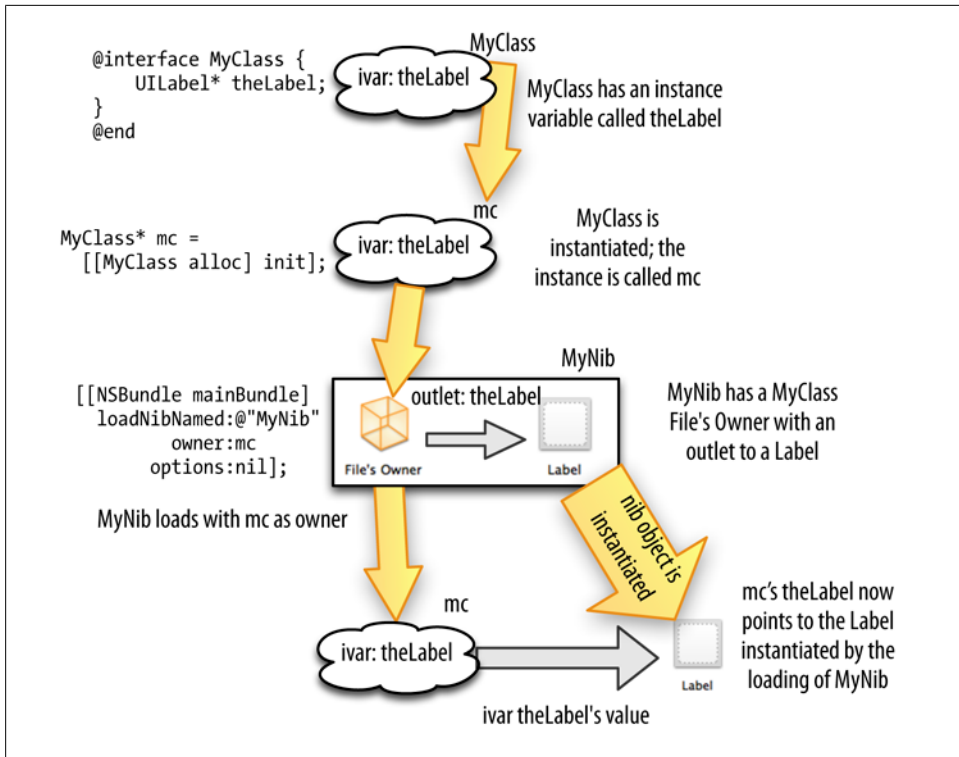 MyClass
@interface MyClass {
UILabel* theLabel;
}
@end
ivar: theLabel
MyClass has an instance
variable called theLabel
mc
MyClass* mc =
[[MyClass alloc] init];
ivar: theLabel
MyClass is
instantiated; the
instance is called mc
MyNib
[[NSBundle mainBundle]
loadNibNamed:@"MyNib"
owner:mc
options:nil];
outlet: theLabel
File's Owner
Label
MyNib has a MyClass
File's Owner with an
outlet to a Label
MyNib loads with mc as owner
nib object is
instantiated
mc
ivar: theLabel
Label
mc's theLabel now
points to the Label
instantiated by the
loading of MyNib
ivar theLabel's value